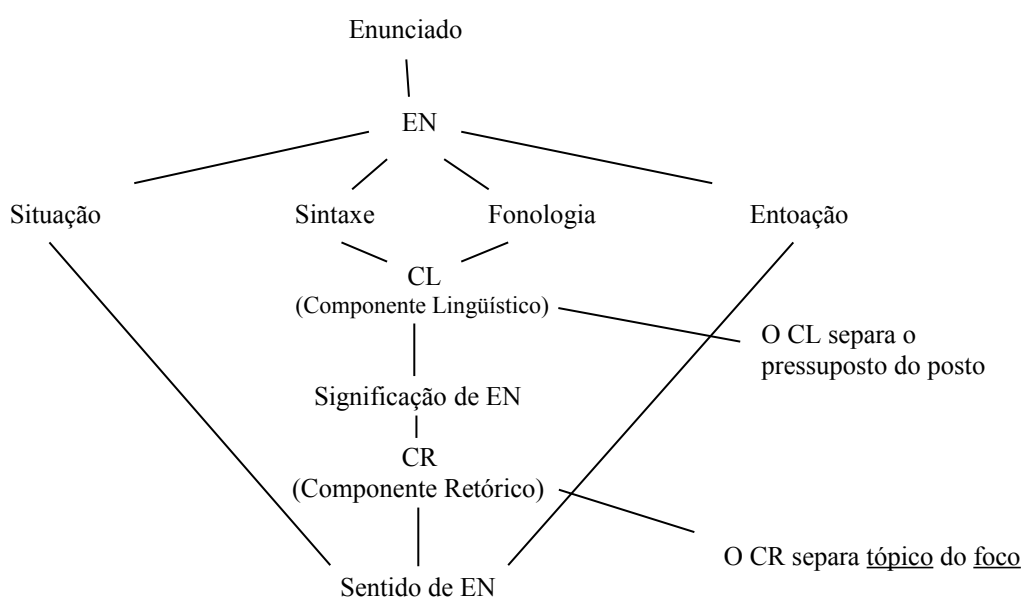 Enunciado
EN
Situação
Sintaxe
Fonologia
Entoação
CL
(Componente Lingüístico)
O CL separa o
pressuposto do posto
Significação de EN
CR
(Componente Retórico)
O CR separa tópico do foco
Sentido de EN